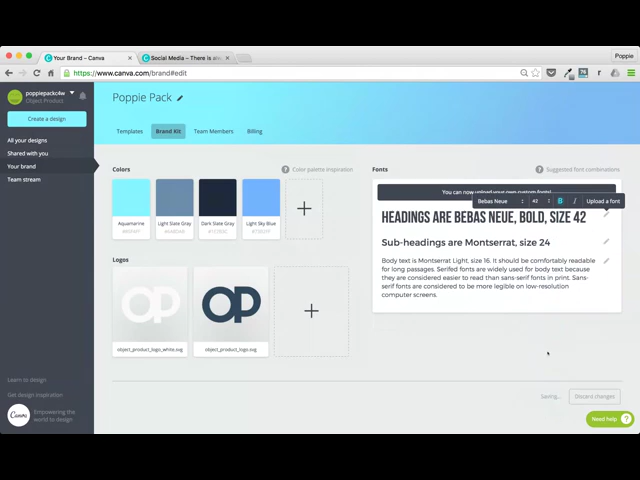 Your Brand – Canva
Poppie
https://www.canva.com/brand#edit
poppiepackc4w
Object Product
Create a design
All your designs
Shared with you
Your brand
Team stream
Learn to design
Get design inspiration
Canva
Empowering the
world to design
Poppie Pack
Templates
Brand Kit
Team Members
Billing
Colors
? Color palette inspiration
Aquamarine
Light Slate Gray
Dark Slate Gray
Light Sky Blue
Logos
OP
OP
object_product_logo_white.svg
object_product_logo.svg
Fonts
? Suggested font combinations
You can now upload your own custom fonts!
Bebas Neue 42 B I Upload a font
HEADINGS ARE BEBAS NEUE, BOLD, SIZE 42
Sub-headings are Montserrat, size 24
Body text is Montserrat Light, size 16. It should be comfortably readable
for long passages. Serifed fonts are widely used for body text because
they are considered easier to read than sans-serif fonts in print. Sans-
serif fonts are considered to be more legible on low-resolution
computer screens.
Saving...
Discard changes
Need help ?